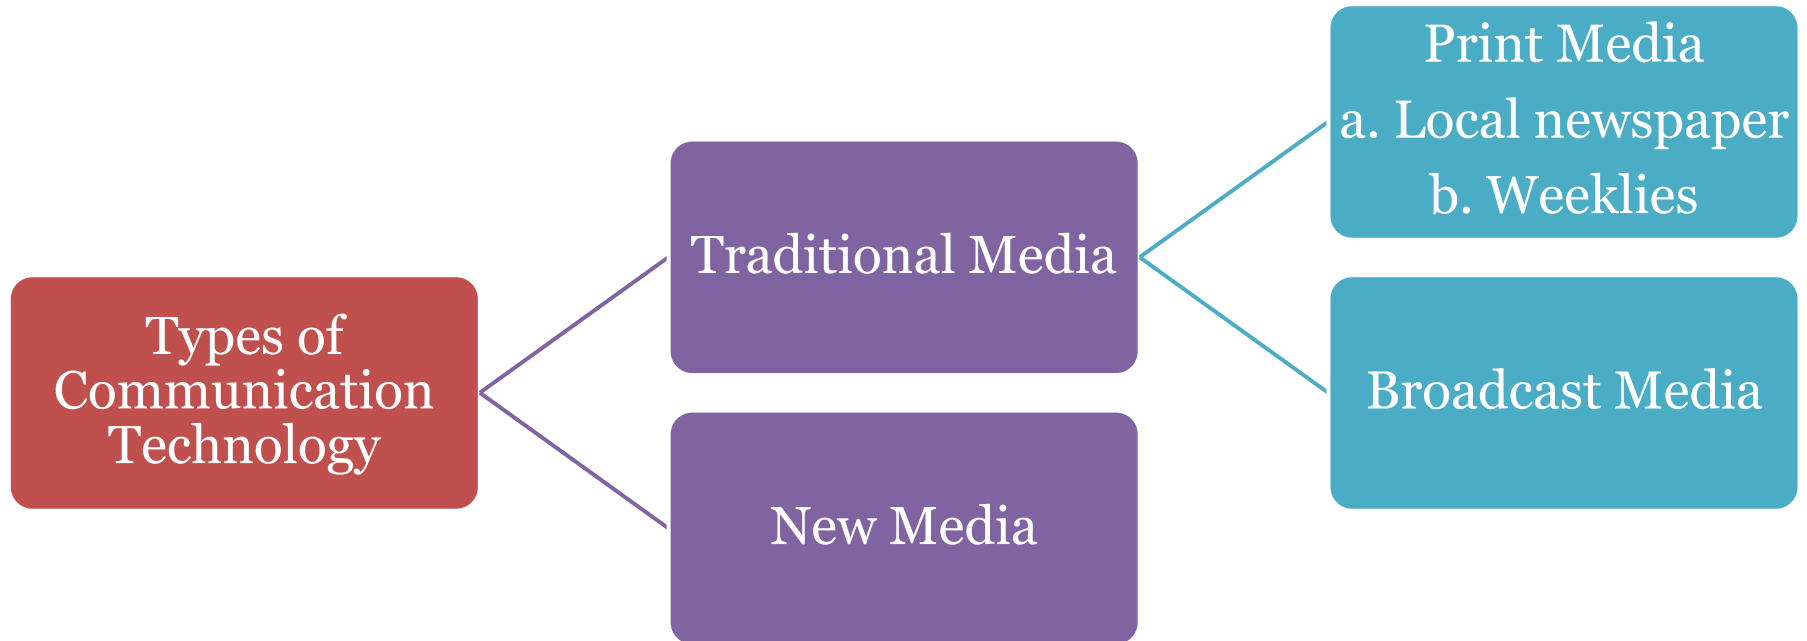 Types of
Communication
Technology
Traditional Media
New Media
Print Media
a. Local newspaper
b. Weeklies
Broadcast Media